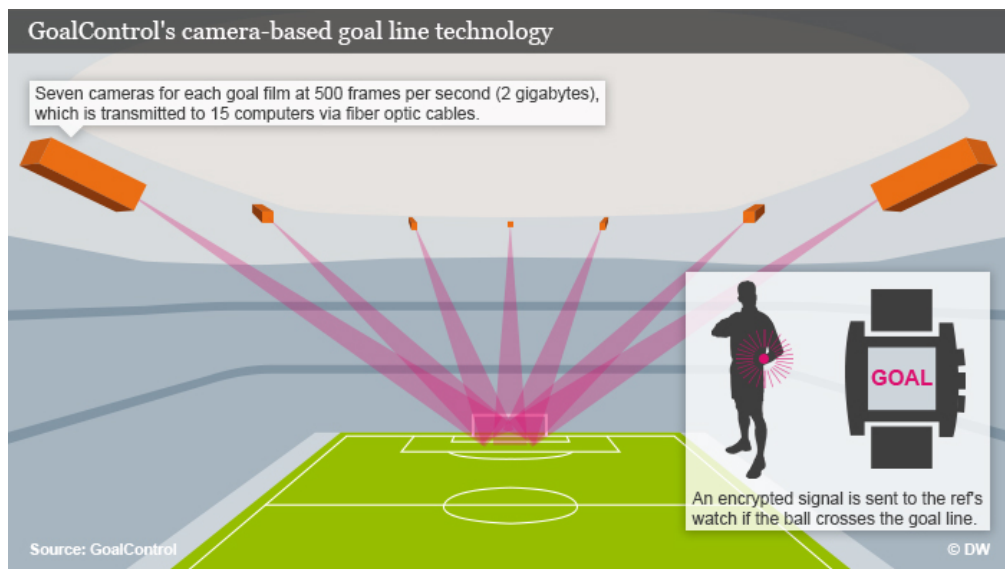 GoalControl's camera-based goal line technology
Seven cameras for each goal film at 500 frames per second (2 gigabytes),
which is transmitted to 15 computers via fiber optic cables.
GOAL
An encrypted signal is sent to the ref's
watch if the ball crosses the goal line.
Source: GoalControl
© DW